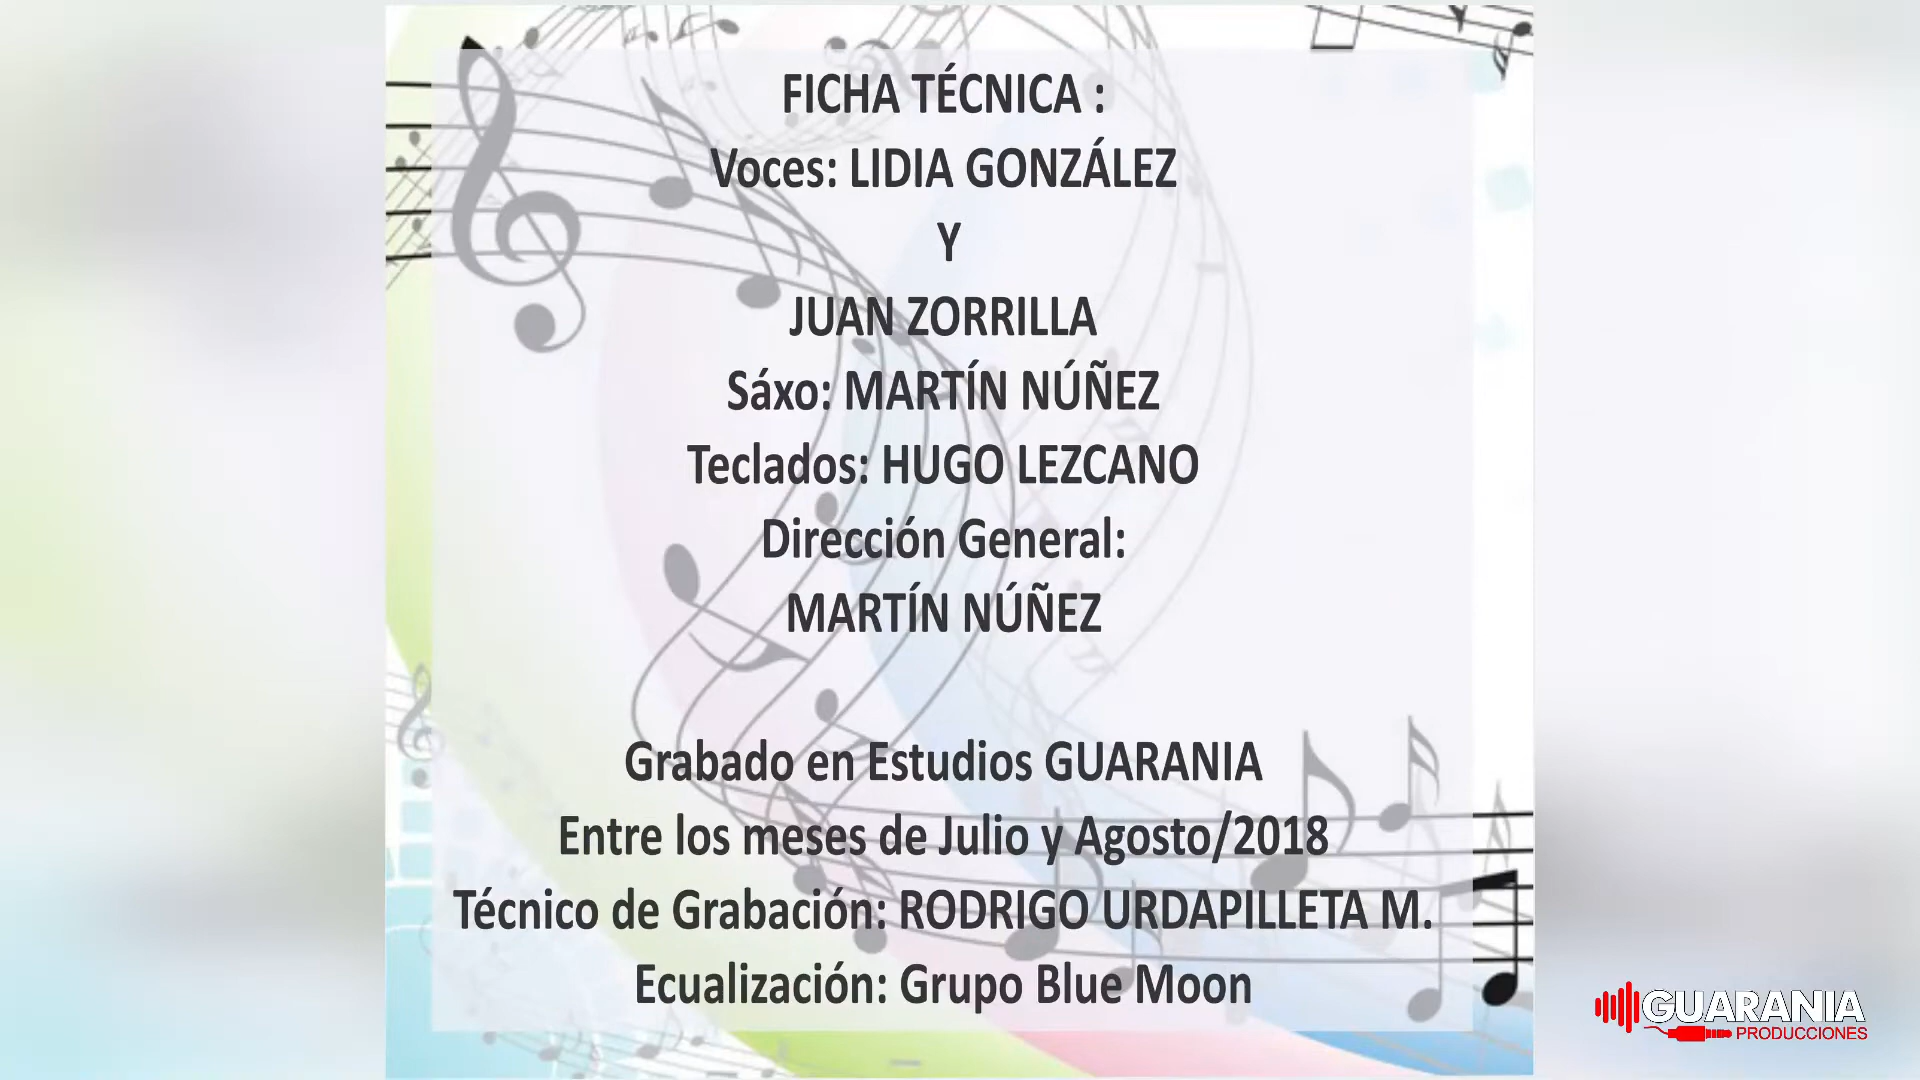 FICHA TÉCNICA :
Voces: LIDIA GONZÁLEZ
Y
JUAN ZORRILLA
Sáxo: MARTÍN NÚÑEZ
Teclados: HUGO LEZCANO
Dirección General:
MARTÍN NÚÑEZ
Grabado en Estudios GUARANIA
Entre los meses de Julio y Agosto/2018
Técnico de Grabación: RODRIGO URDAPILLETA M.
Ecualización: Grupo Blue Moon
GUARANIA
PRODUCCIONES